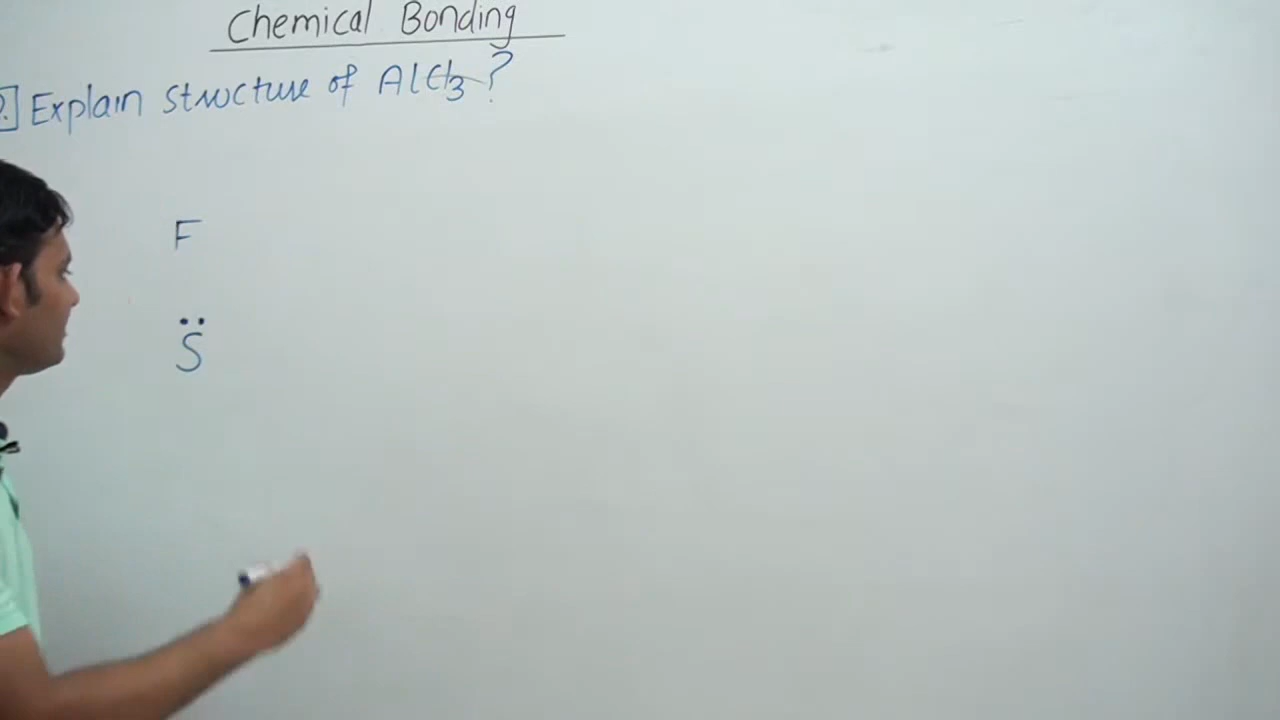 Chemical Bonding
Q. Explain structure of AlCl3?
F
S